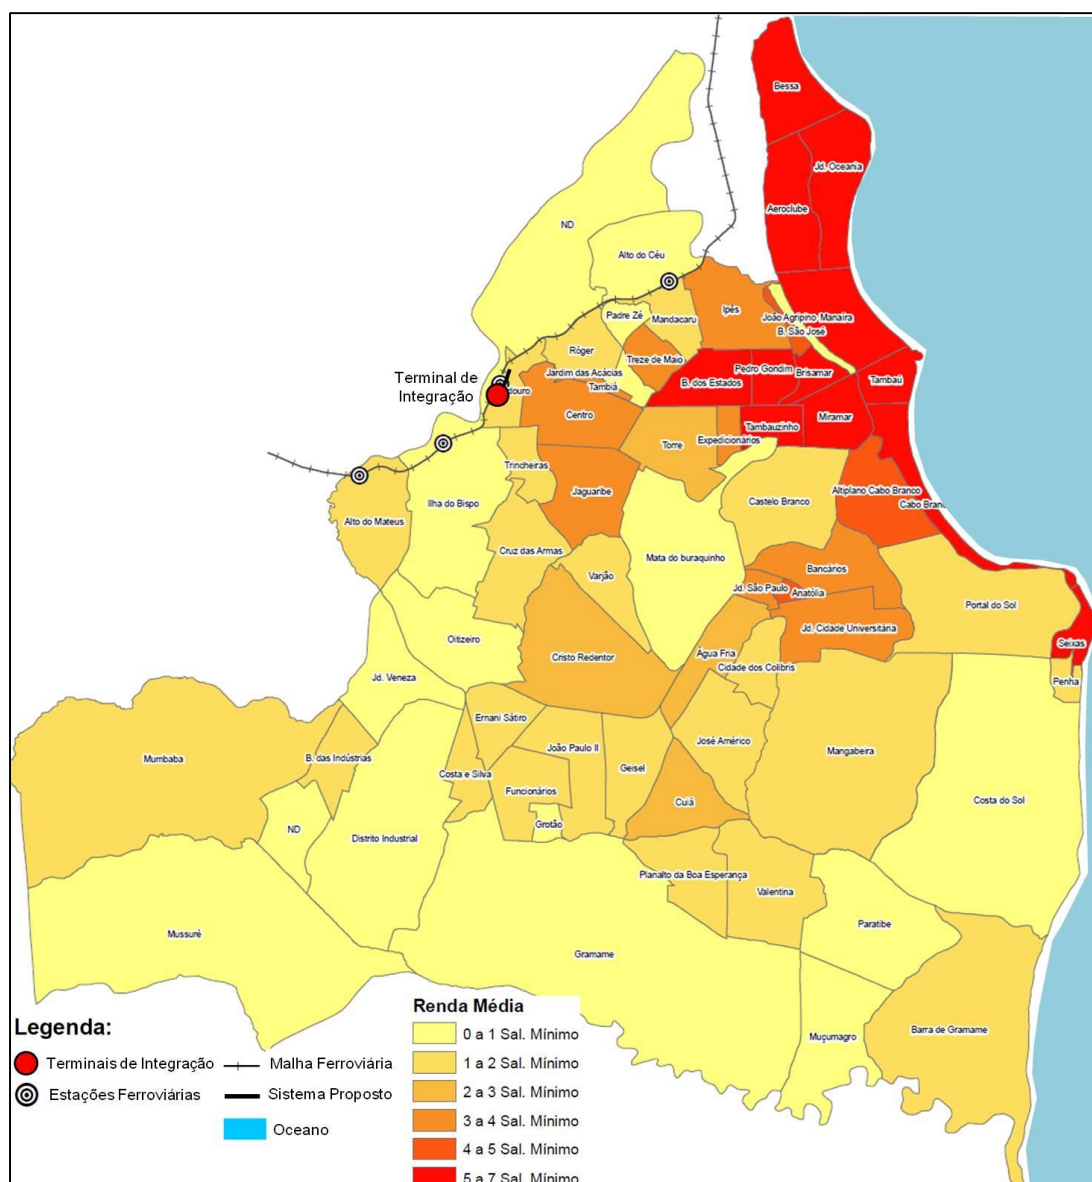 Bessa
Jd. Oceania
Aeroclube
ND
Alto do Céu
Padre Zé
Mandacaru
Ipês
João Agripino
Manaíra
B. São José
Róger
Treze de Maio
Jardim das Acácias
Tambiá
B. dos Estados
Pedro Gondim
Brisamar
Tambaú
Terminal de
Integração
douro
Centro
Torre
Expedicionários
Tambauzinho
Miramar
Trincheiras
Jaguaribe
Ilha do Bispo
Alto do Mateus
Castelo Branco
Altiplano Cabo Branco
Cabo Bran
Cruz das Armas
Varjão
Mata do buraquinho
Bancários
Jd. São Paulo
Anatólia
Portal do Sol
Jd. Cidade Universitária
Oitizeiro
Cristo Redentor
Água Fria
Cidade dos Colibris
Seixas
Penha
Jd. Veneza
Ernani Sátiro
João Paulo II
José Américo
Mangabeira
Mumbaba
B. das Indústrias
Costa e Silva
Geisel
Funcionários
Cuiá
Costa do Sol
ND
Distrito Industrial
Grotão
Planalto da Boa Esperança
Valentina
Mussuré
Gramame
Paratibe
Muçumagro
Barra de Gramame
Legenda:
Terminais de Integração
Malha Ferroviária
Estações Ferroviárias
Sistema Proposto
Oceano
Renda Média
0 a 1 Sal. Mínimo
1 a 2 Sal. Mínimo
2 a 3 Sal. Mínimo
3 a 4 Sal. Mínimo
4 a 5 Sal. Mínimo
5 a 7 Sal. Mínimo